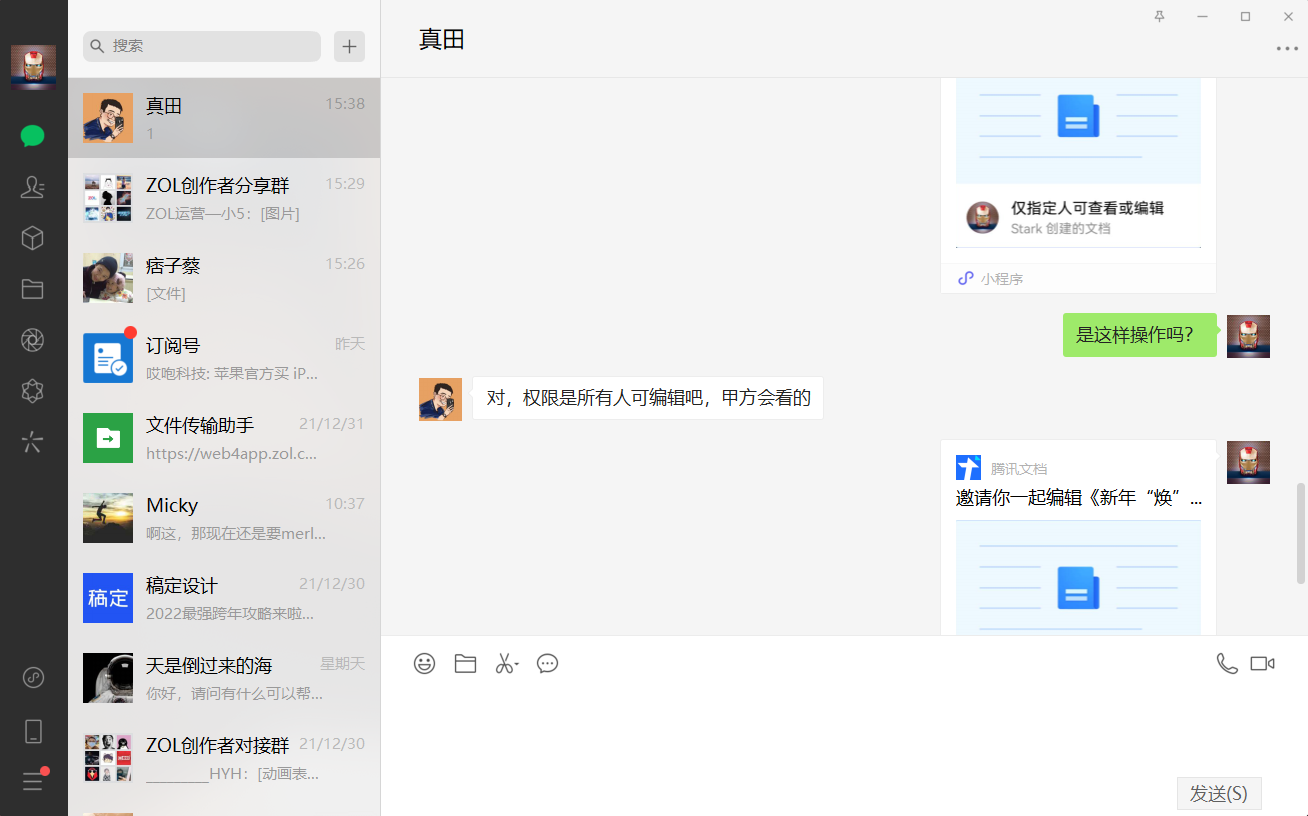 搜索
真田
15:38
1
ZOL创作者分享群
15:29
ZOL运营—小5：[图片]
痞子蔡
15:26
[文件]
订阅号
昨天
哎咆科技: 苹果官方买 iP...
文件传输助手
21/12/31
https://web4app.zol.c...
Micky
10:37
啊这，那现在还是要merl...
稿定
稿定设计
21/12/30
2022最强跨年攻略来啦...
天是倒过来的海
星期天
你好，请问有什么可以帮...
ZOL创作者对接群
21/12/30
_________HYH：[动画表...
真田
仅指定人可查看或编辑
Stark 创建的文档
小程序
是这样操作吗？
对，权限是所有人可编辑吧，甲方会看的
腾讯文档
邀请你一起编辑《新年“焕”...
发送(S)